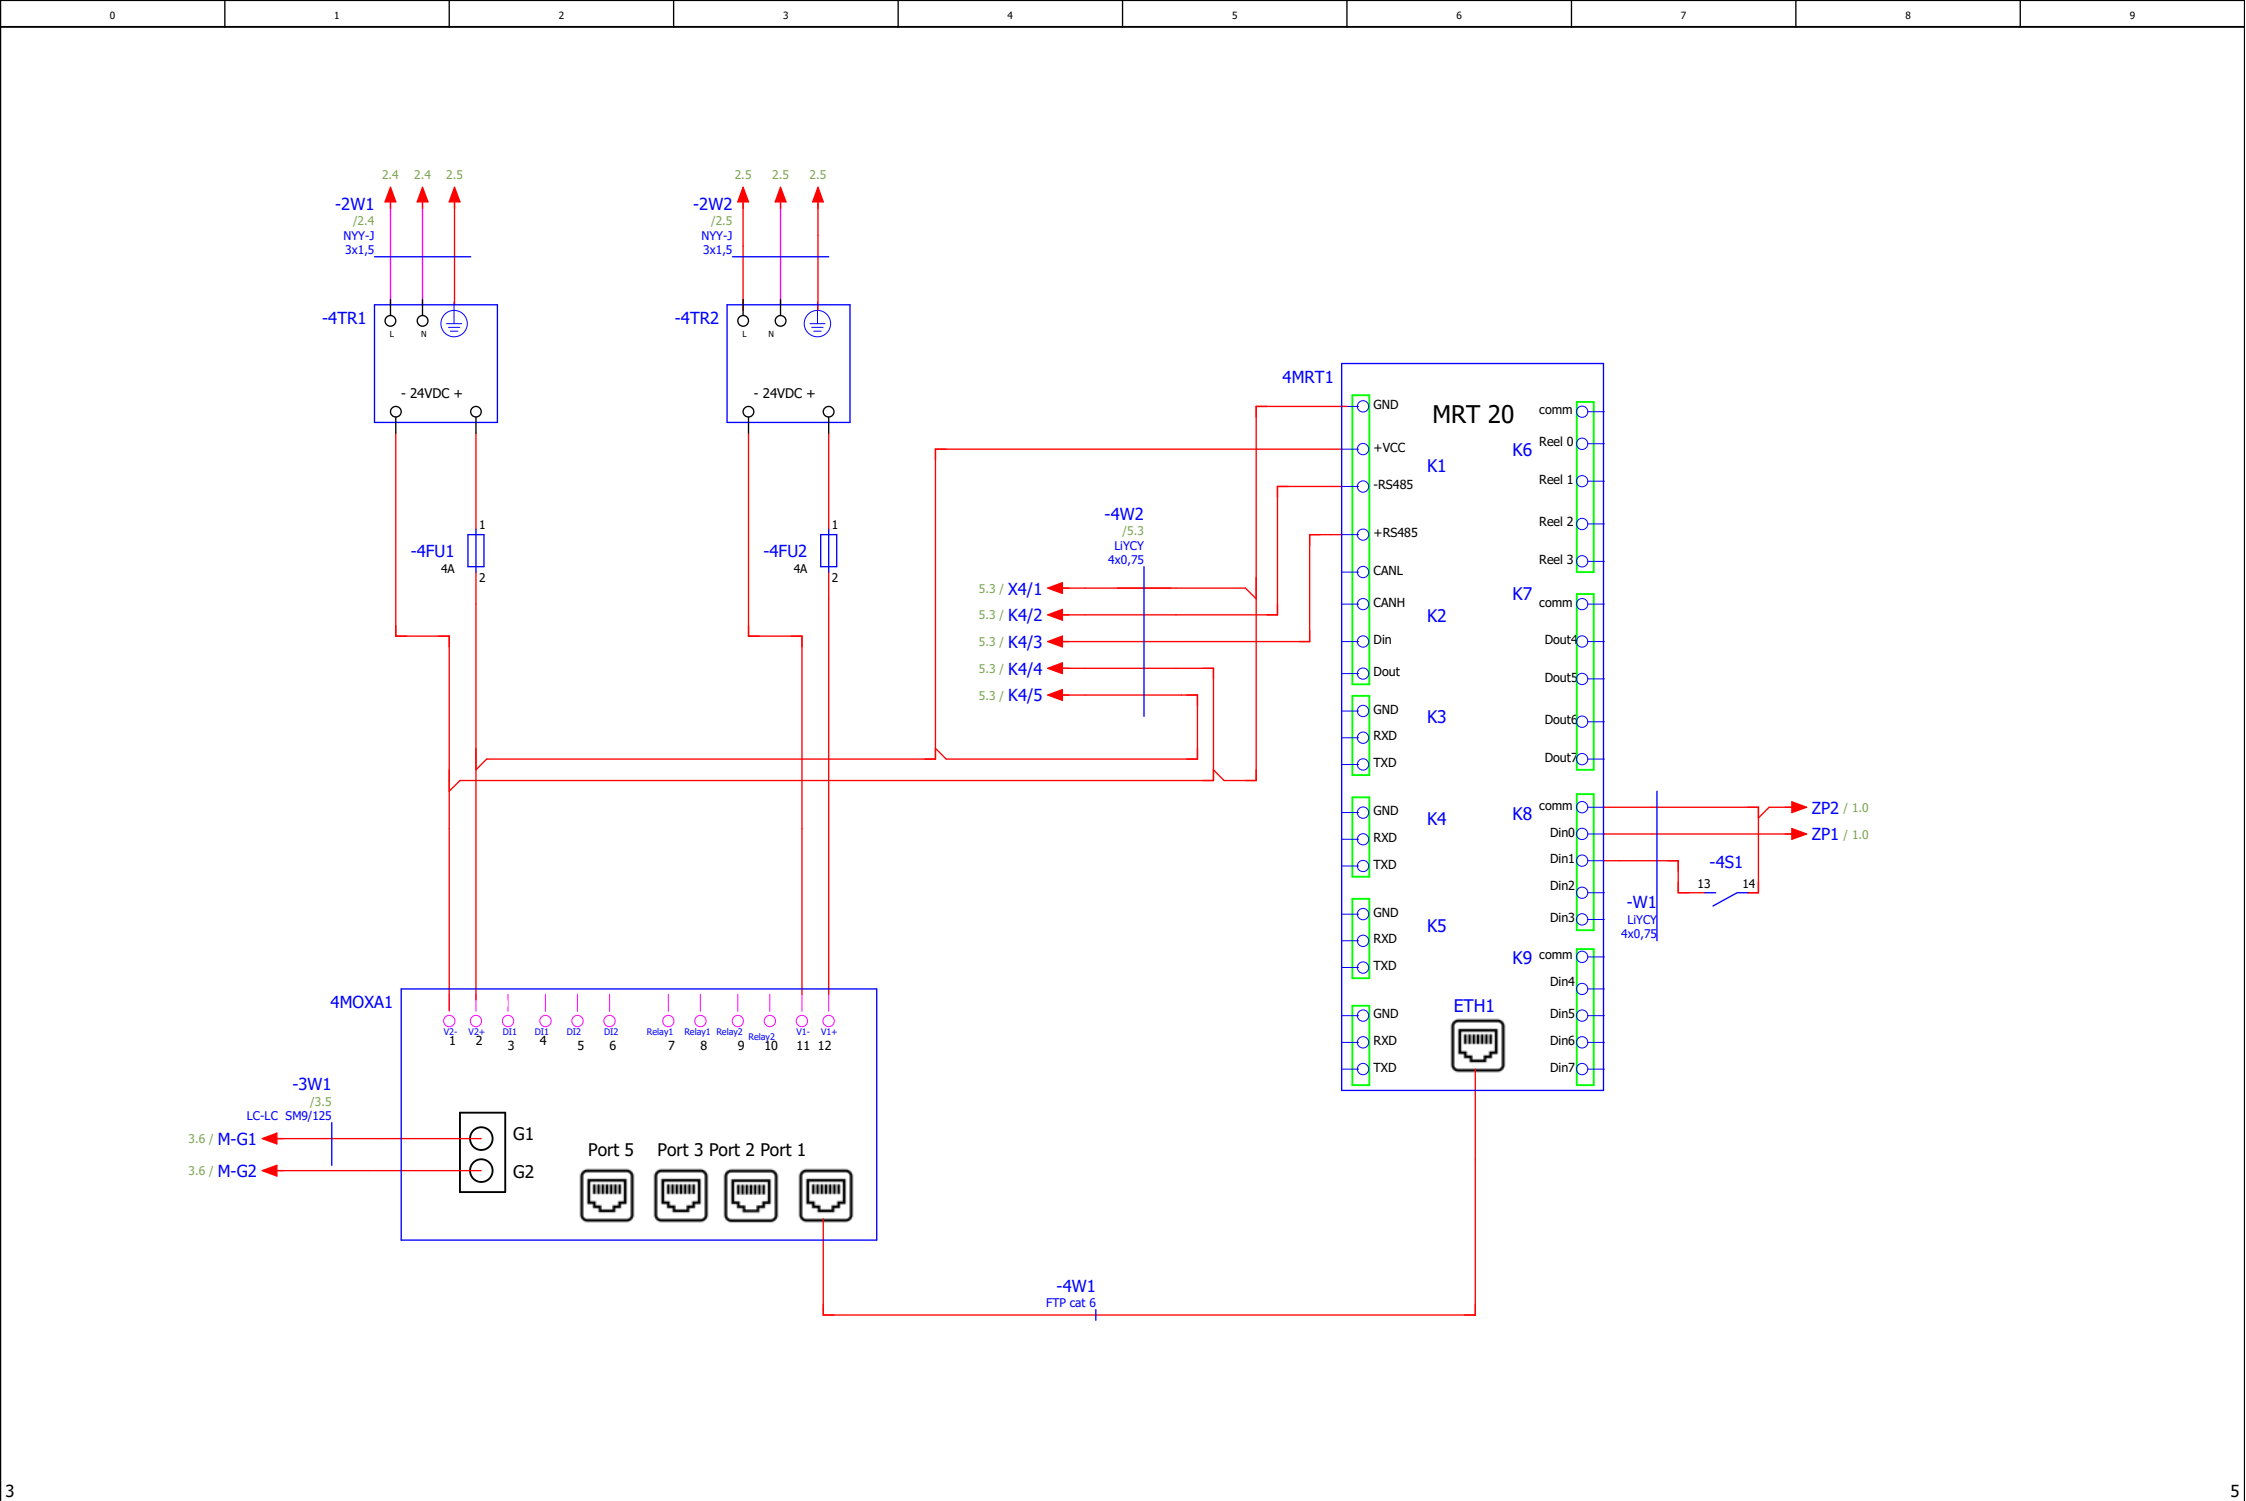 0 1 2 3 4 5 6 7 8 9
2.4 2.4 2.5
-2W1
/2.4
NYY-J
3x1,5
-4TR1
L N
- 24VDC +
2.5 2.5 2.5
-2W2
/2.5
NYY-J
3x1,5
-4TR2
L N
- 24VDC +
-4FU1
4A
1
2
-4FU2
4A
1
2
-4W2
/5.3
LiYCY
4x0,75
5.3 / X4/1
5.3 / K4/2
5.3 / K4/3
5.3 / K4/4
5.3 / K4/5
4MRT1
MRT 20
GND
+VCC
-RS485
+RS485
CANL
CANH
Din
Dout
K1
K2
GND
RXD
TXD
K3
GND
RXD
TXD
K4
GND
RXD
TXD
K5
GND
RXD
TXD
comm
Reel 0
Reel 1
Reel 2
Reel 3
K6
K7
comm
Dout4
Dout5
Dout6
Dout7
K8
comm
Din0
Din1
Din2
Din3
K9
comm
Din4
Din5
Din6
Din7
ETH1
ZP2 / 1.0
ZP1 / 1.0
-4S1
13 14
-W1
LiYCY
4x0,75
4MOXA1
V2- V2+ DI1 DI1 DI2 DI2 Relay1 Relay1 Relay2 Relay2 V1- V1+
1 2 3 4 5 6 7 8 9 10 11 12
-3W1
/3.5
LC-LC SM9/125
3.6 / M-G1
3.6 / M-G2
G1
G2
Port 5 Port 3 Port 2 Port 1
-4W1
FTP cat 6
3
5